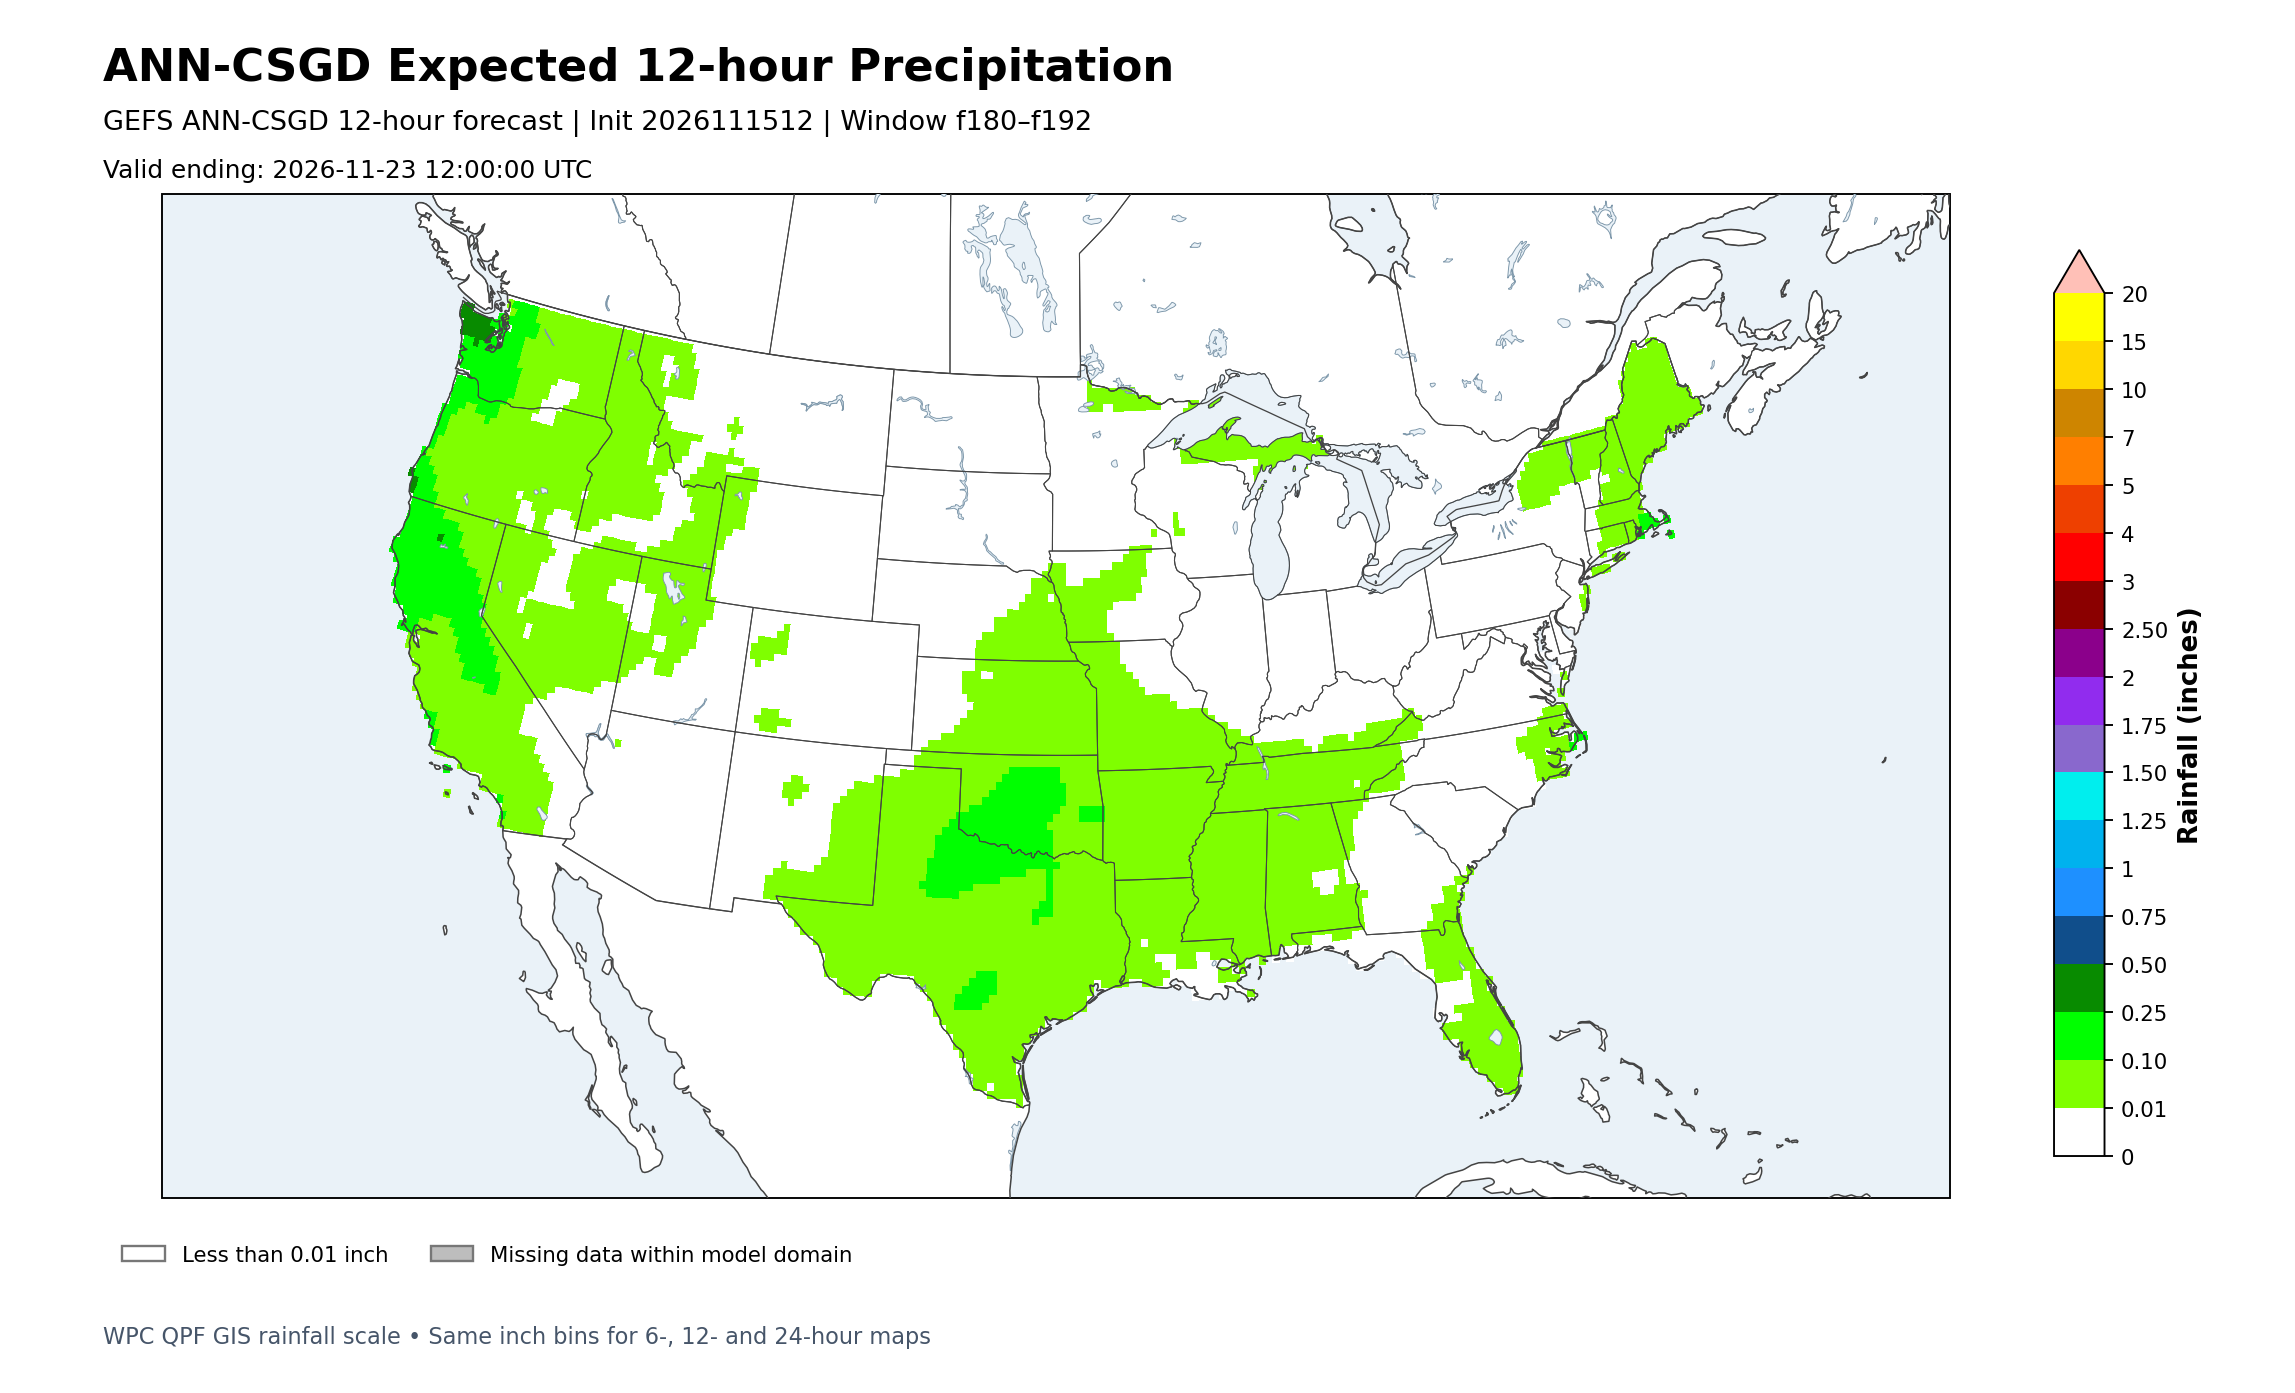 ANN-CSGD Expected 12-hour Precipitation
GEFS ANN-CSGD 12-hour forecast | Init 2026111512 | Window f180–f192
Valid ending: 2026-11-23 12:00:00 UTC
20
15
10
7
5
4
3
2.50
2
1.75
1.50
1.25
1
0.75
0.50
0.25
0.10
0.01
0
Rainfall (inches)
Less than 0.01 inch
Missing data within model domain
WPC QPF GIS rainfall scale • Same inch bins for 6-, 12- and 24-hour maps